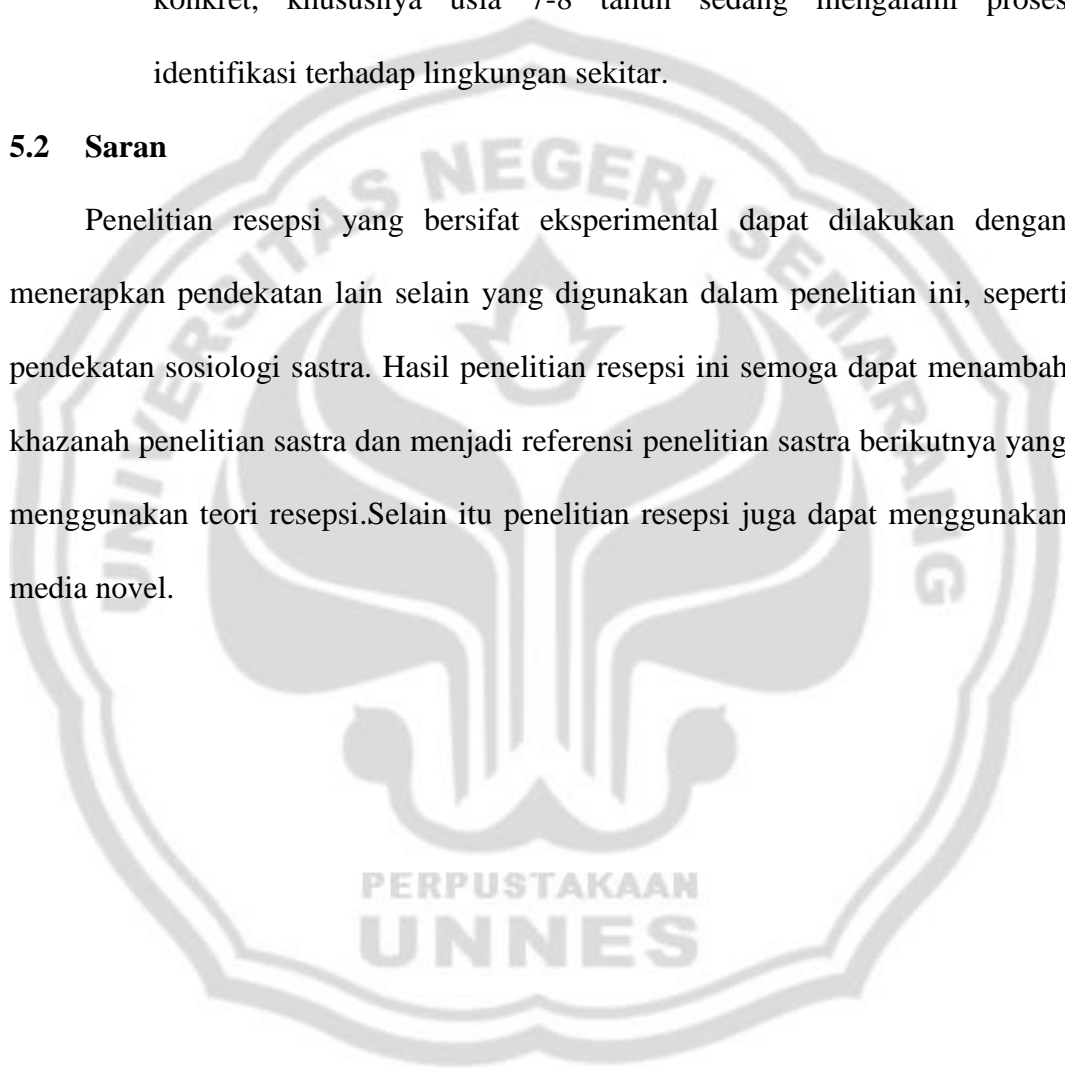 konkret, khususnya usia 7-8 tahun sedang mengalami proses
identifikasi terhadap lingkungan sekitar.
5.2 Saran
Penelitian resepsi yang bersifat eksperimental dapat dilakukan dengan
menerapkan pendekatan lain selain yang digunakan dalam penelitian ini, seperti
pendekatan sosiologi sastra. Hasil penelitian resepsi ini semoga dapat menambah
khazanah penelitian sastra dan menjadi referensi penelitian sastra berikutnya yang
menggunakan teori resepsi.Selain itu penelitian resepsi juga dapat menggunakan
media novel.
UNIVERSITAS NEGERI SEMARANG
PERPUSTAKAAN
UNNES